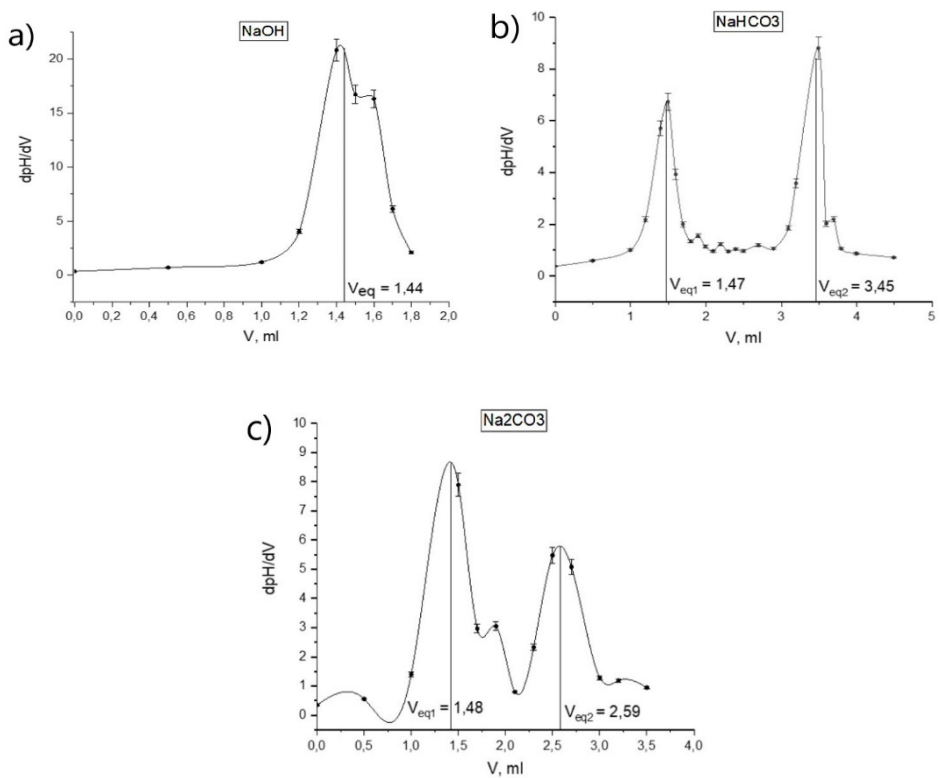 a)
NaOH
dpH/dV
20
15
10
5
0
0,0 0,2 0,4 0,6 0,8 1,0 1,2 1,4 1,6 1,8 2,0
V, ml
Veq = 1,44
b)
NaHCO3
dpH/dV
10
8
6
4
2
0
0 1 2 3 4 5
V, ml
Veq1 = 1,47
Veq2 = 3,45
c)
Na2CO3
dpH/dV
10
9
8
7
6
5
4
3
2
1
0
0,0 0,5 1,0 1,5 2,0 2,5 3,0 3,5 4,0
V, ml
Veq1 = 1,48
Veq2 = 2,59